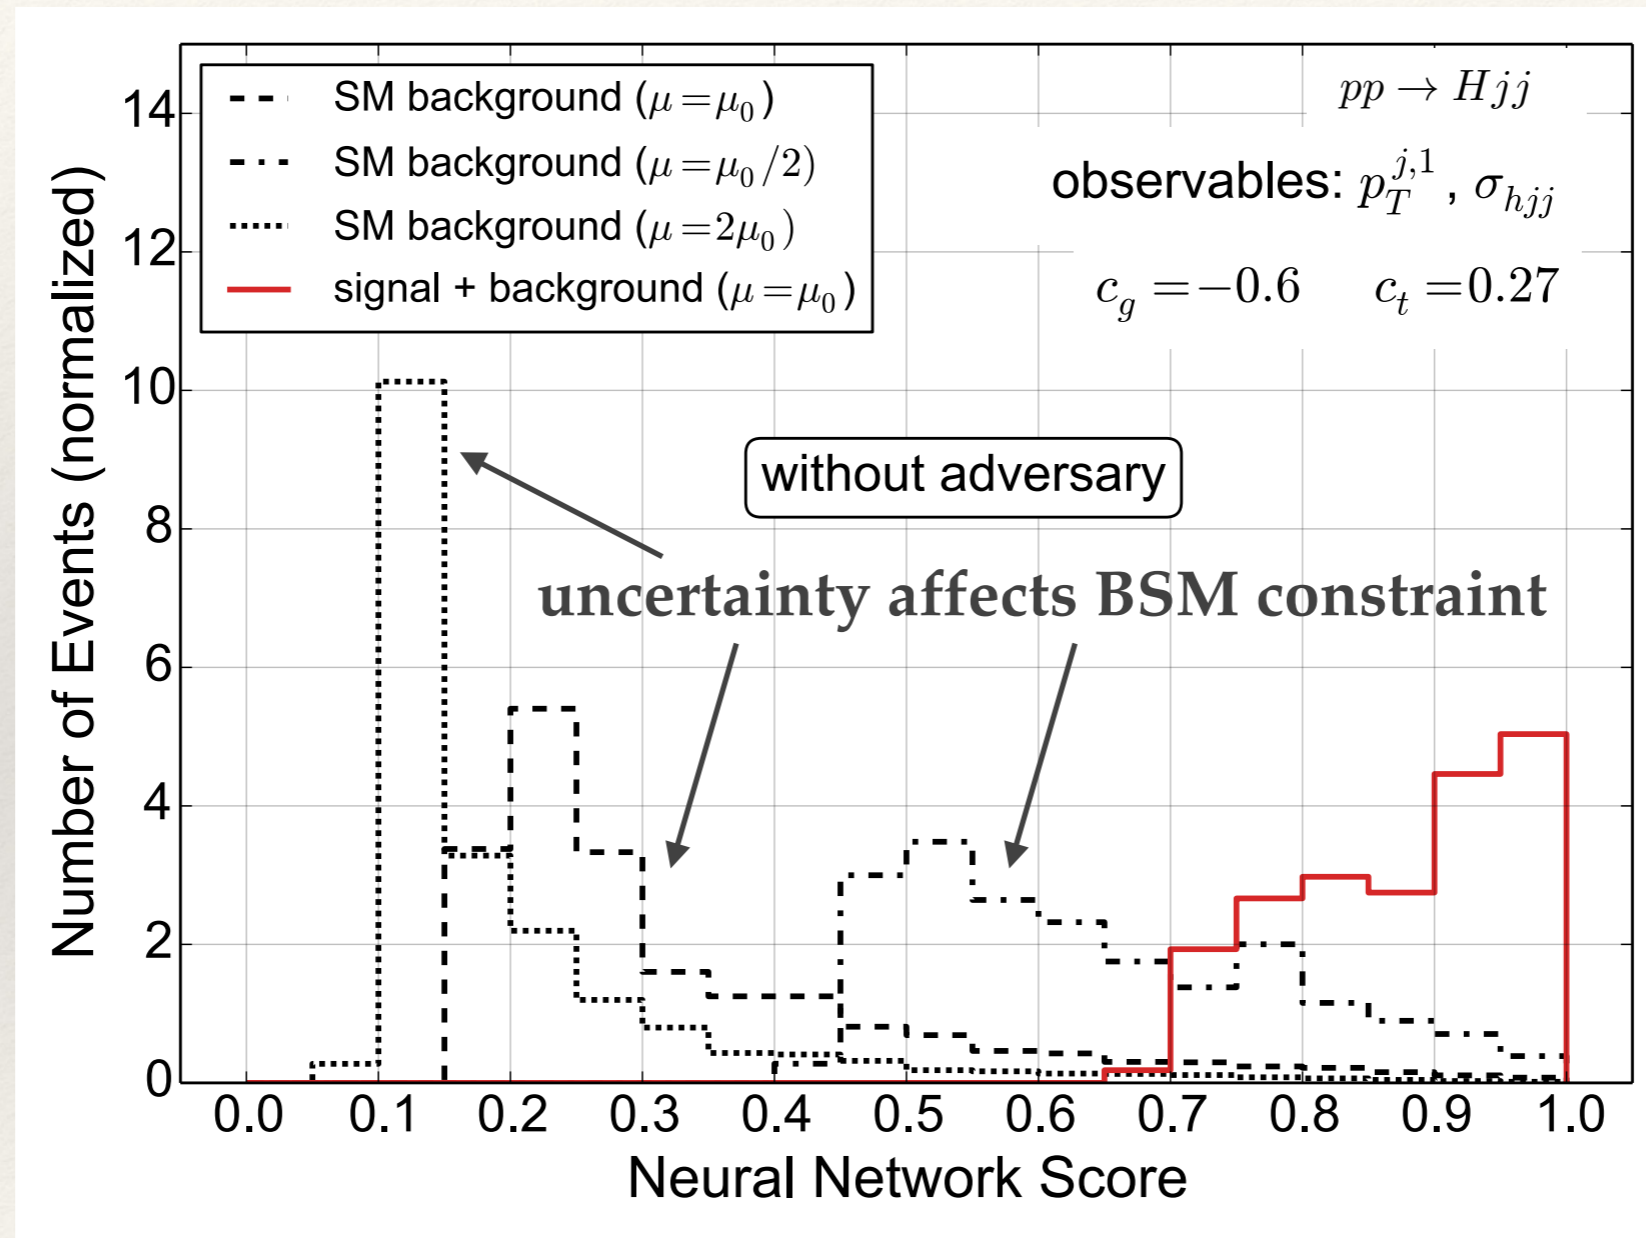 SM background (μ=μ₀)
SM background (μ=μ₀/2)
SM background (μ=2μ₀)
signal + background (μ=μ₀)
pp → Hjj
observables: p_T^{j,1}, σ_{hjj}
c_g=−0.6 c_t=0.27
without adversary
uncertainty affects BSM constraint
Number of Events (normalized)
14
12
10
8
6
4
2
0
0.0 0.1 0.2 0.3 0.4 0.5 0.6 0.7 0.8 0.9 1.0
Neural Network Score